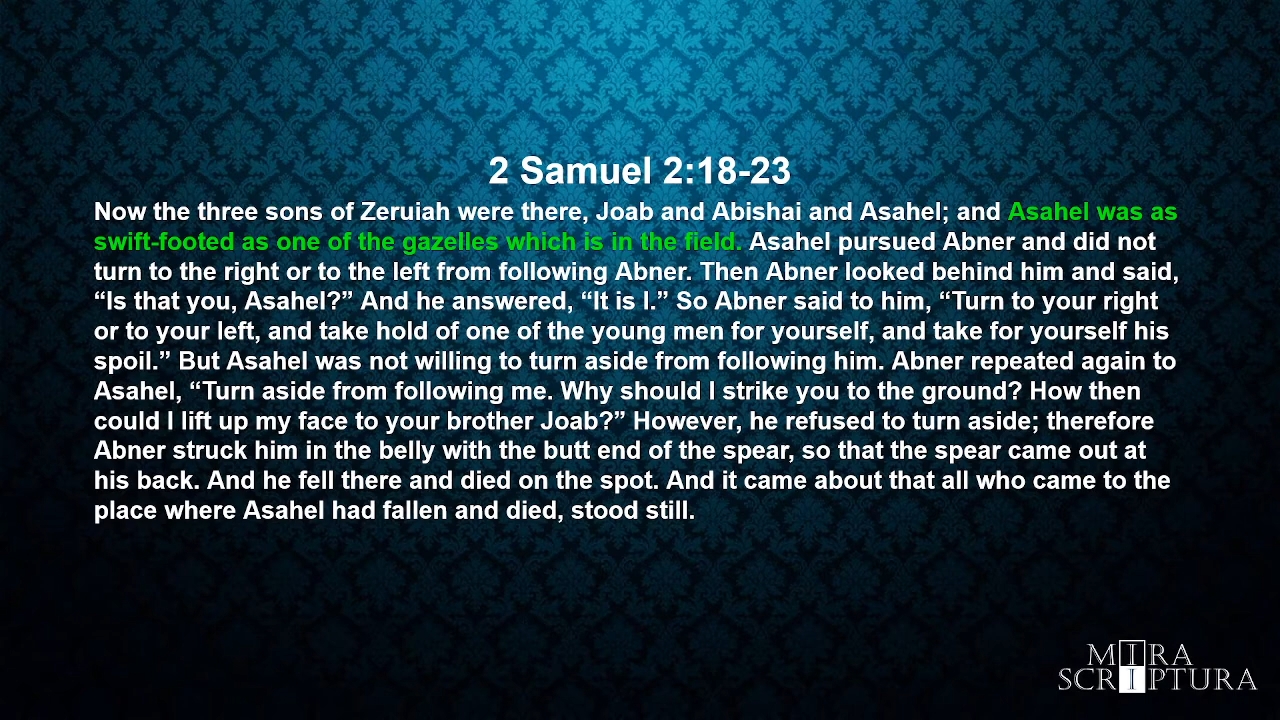 2 Samuel 2:18-23
Now the three sons of Zeruiah were there, Joab and Abishai and Asahel; and Asahel was as
swift-footed as one of the gazelles which is in the field. Asahel pursued Abner and did not
turn to the right or to the left from following Abner. Then Abner looked behind him and said,
“Is that you, Asahel?” And he answered, “It is I.” So Abner said to him, “Turn to your right
or to your left, and take hold of one of the young men for yourself, and take for yourself his
spoil.” But Asahel was not willing to turn aside from following him. Abner repeated again to
Asahel, “Turn aside from following me. Why should I strike you to the ground? How then
could I lift up my face to your brother Joab?” However, he refused to turn aside; therefore
Abner struck him in the belly with the butt end of the spear, so that the spear came out at
his back. And he fell there and died on the spot. And it came about that all who came to the
place where Asahel had fallen and died, stood still.
MIRA
SCRIPTURA